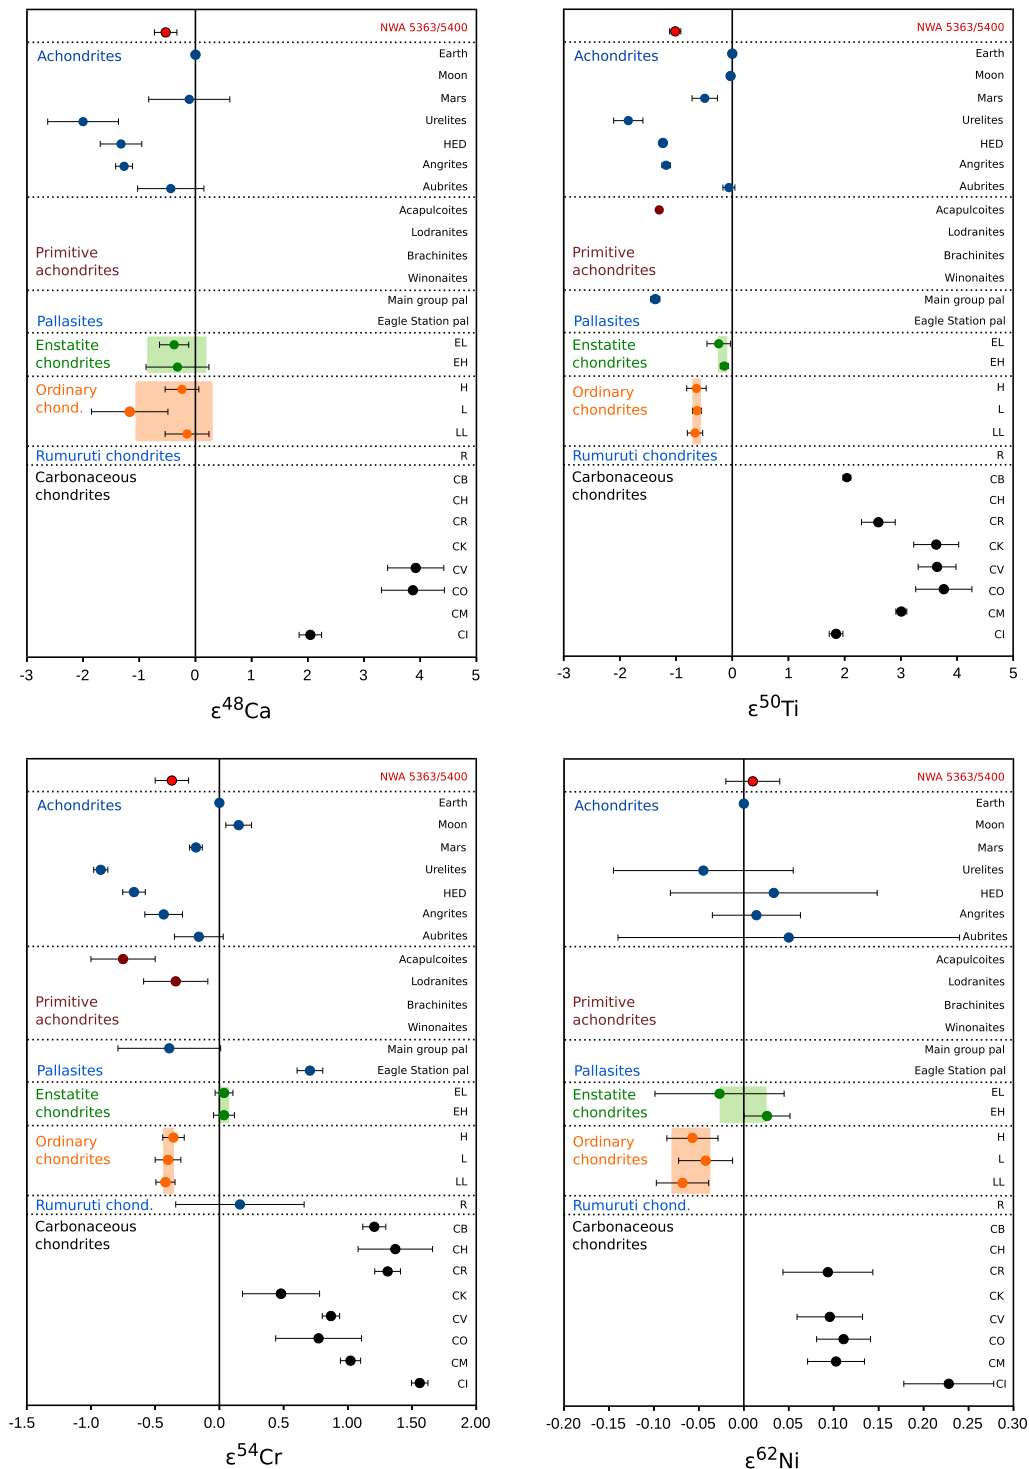 NWA 5363/5400
Achondrites
Earth
Moon
Mars
Urelites
HED
Angrites
Aubrites
Acapulcoites
Lodranites
Primitive
achondrites
Brachinites
Winonaites
Main group pal
Pallasites
Eagle Station pal
Enstatite
chondrites
EL
EH
Ordinary
chond.
H
L
LL
Rumuruti chondrites
R
Carbonaceous
chondrites
CB
CH
CR
CK
CV
CO
CM
CI
-3 -2 -1 0 1 2 3 4 5
ε48Ca
NWA 5363/5400
Achondrites
Earth
Moon
Mars
Urelites
HED
Angrites
Aubrites
Acapulcoites
Lodranites
Primitive
achondrites
Brachinites
Winonaites
Main group pal
Pallasites
Eagle Station pal
Enstatite
chondrites
EL
EH
Ordinary
chondrites
H
L
LL
Rumuruti chondrites
R
Carbonaceous
chondrites
CB
CH
CR
CK
CV
CO
CM
CI
-3 -2 -1 0 1 2 3 4 5
ε50Ti
NWA 5363/5400
Achondrites
Earth
Moon
Mars
Urelites
HED
Angrites
Aubrites
Acapulcoites
Lodranites
Primitive
achondrites
Brachinites
Winonaites
Main group pal
Pallasites
Eagle Station pal
Enstatite
chondrites
EL
EH
Ordinary
chondrites
H
L
LL
Rumuruti chond.
R
Carbonaceous
chondrites
CB
CH
CR
CK
CV
CO
CM
CI
-1.5 -1.0 -0.5 0.0 0.5 1.00 1.50 2.00
ε54Cr
NWA 5363/5400
Achondrites
Earth
Moon
Mars
Urelites
HED
Angrites
Aubrites
Acapulcoites
Lodranites
Primitive
achondrites
Brachinites
Winonaites
Main group pal
Pallasites
Eagle Station pal
Enstatite
chondrites
EL
EH
Ordinary
chondrites
H
L
LL
Rumuruti chond.
R
Carbonaceous
chondrites
CB
CH
CR
CK
CV
CO
CM
CI
-0.20 -0.10 -0.05 0.00 0.05 0.10 0.15 0.20 0.25 0.30
ε62Ni